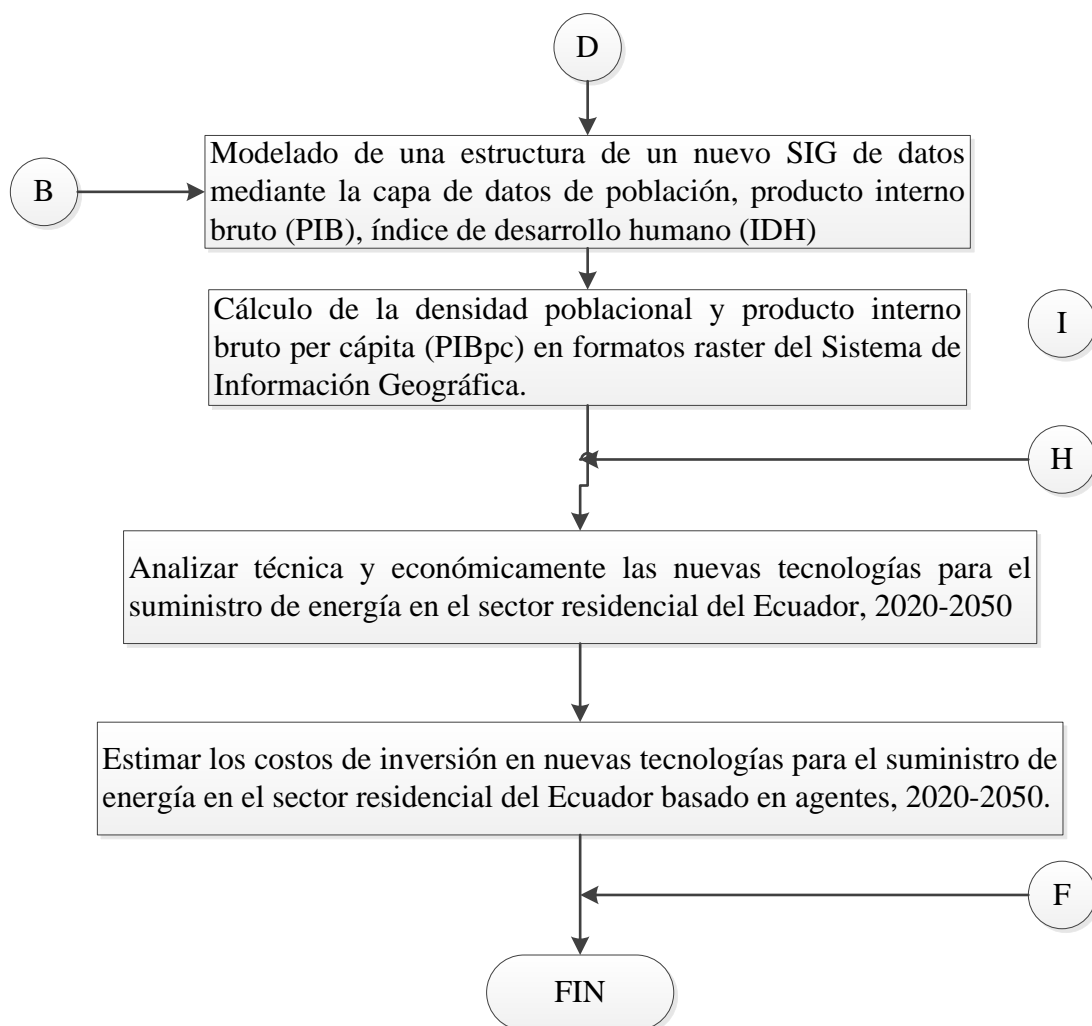 D
B
Modelado de una estructura de un nuevo SIG de datos
mediante la capa de datos de población, producto interno
bruto (PIB), índice de desarrollo humano (IDH)
Cálculo de la densidad poblacional y producto interno
bruto per cápita (PIBpc) en formatos raster del Sistema de
Información Geográfica.
I
H
Analizar técnica y económicamente las nuevas tecnologías para el
suministro de energía en el sector residencial del Ecuador, 2020-2050
Estimar los costos de inversión en nuevas tecnologías para el suministro de
energía en el sector residencial del Ecuador basado en agentes, 2020-2050.
F
FIN